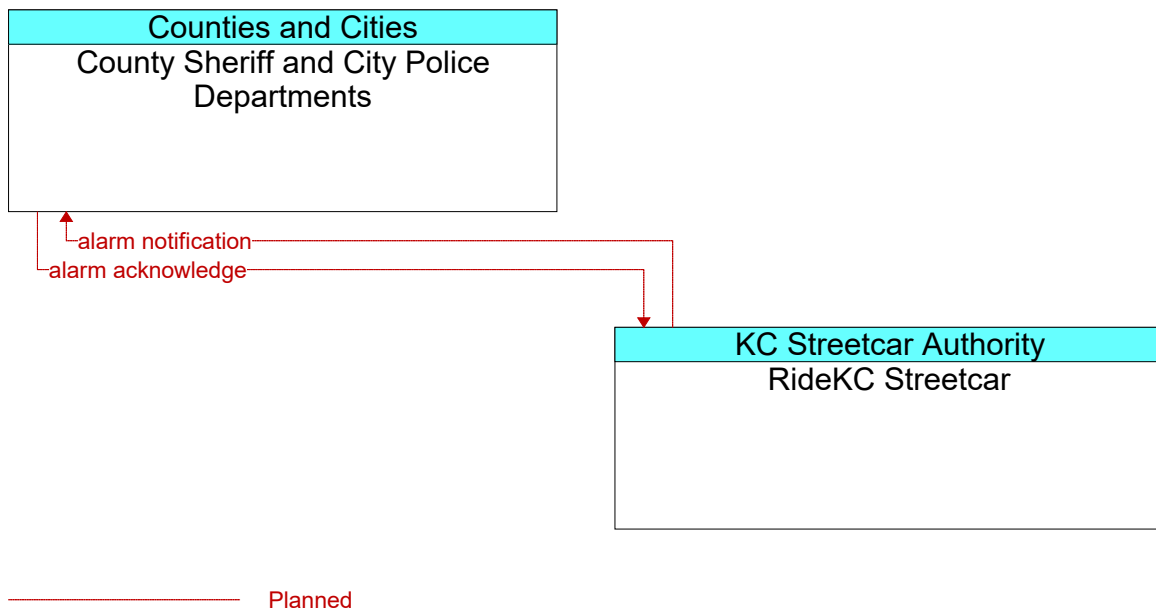 Counties and Cities
County Sheriff and City Police
Departments
alarm notification
alarm acknowledge
KC Streetcar Authority
RideKC Streetcar
Planned